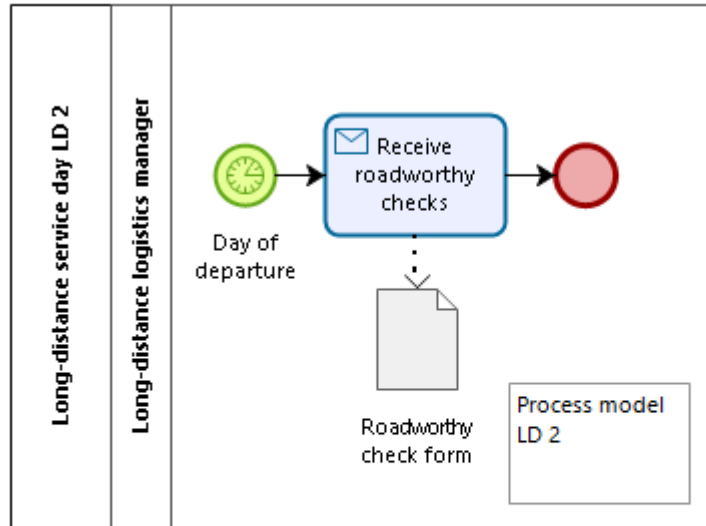 Long-distance service day LD 2
Long-distance logistics manager
Receive
roadworthy
checks
Day of
departure
Roadworthy
check form
Process model
LD 2